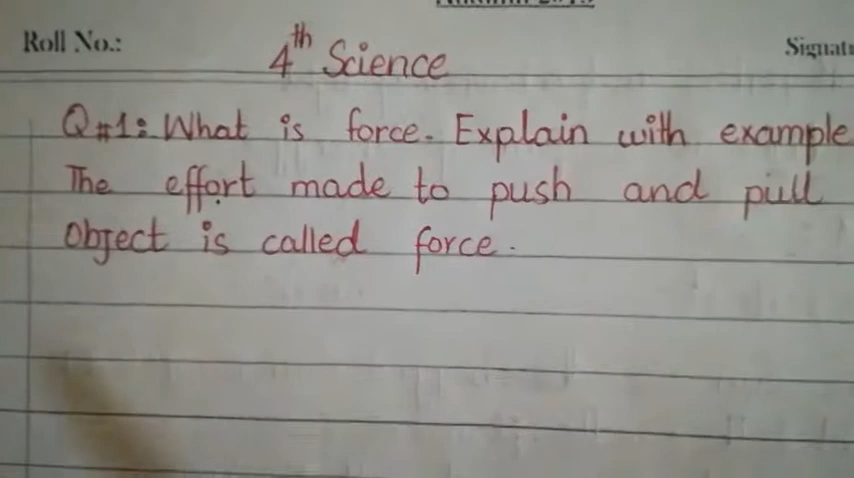 Roll No.:
4th Science
Q#1: What is force. Explain with example
The effort made to push and pull
object is called force.